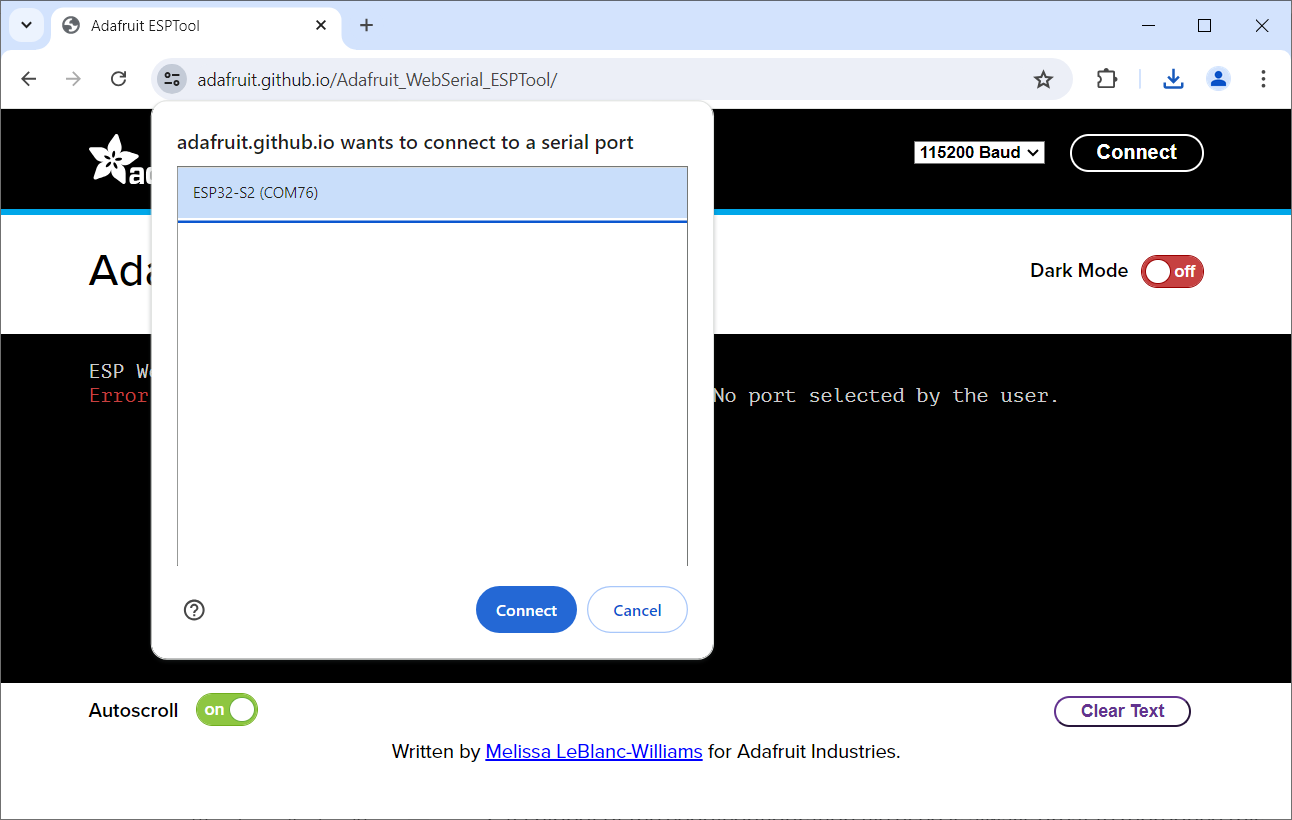 Adafruit ESPTool
adafruit.github.io/Adafruit_WebSerial_ESPTool/
adafruit.github.io wants to connect to a serial port
ESP32-S2 (COM76)
Connect
Cancel
115200 Baud
Connect
Dark Mode
off
ESP
Error
No port selected by the user.
Autoscroll
on
Clear Text
Written by Melissa LeBlanc-Williams for Adafruit Industries.